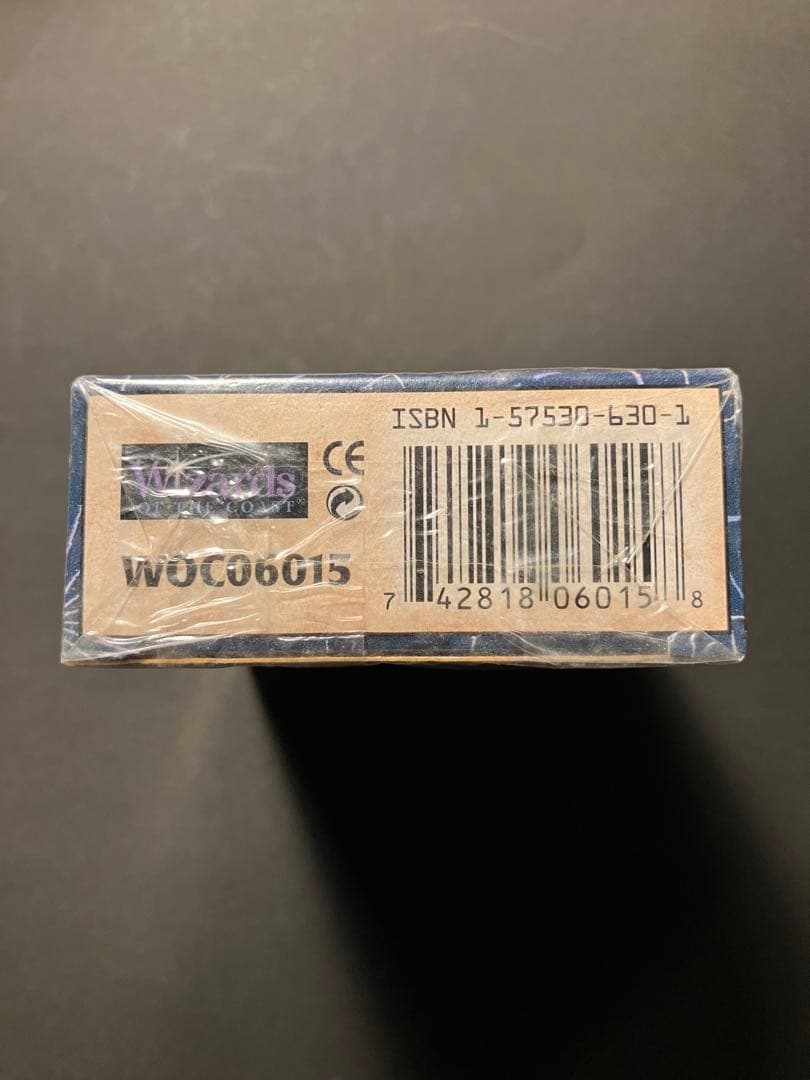 ISBN 1-57530-630-1
Wizards
OF THE COAST®
CE
WOC06015
7 42818 06015 8